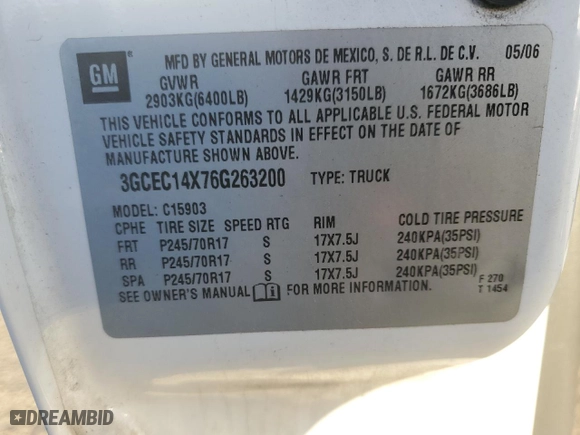 GM
MFD BY GENERAL MOTORS DE MEXICO, S. DE R.L. DE C.V. 05/06
GVWR GAWR FRT GAWR RR
2903KG(6400LB) 1429KG(3150LB) 1672KG(3686LB)
THIS VEHICLE CONFORMS TO ALL APPLICABLE U.S. FEDERAL MOTOR
VEHICLE SAFETY STANDARDS IN EFFECT ON THE DATE OF
MANUFACTURE SHOWN ABOVE.
3GCEC14X76G263200 TYPE: TRUCK
MODEL: C15903
CPHE TIRE SIZE SPEED RTG RIM COLD TIRE PRESSURE
FRT P245/70R17 S 17X7.5J 240KPA(35PSI)
RR P245/70R17 S 17X7.5J 240KPA(35PSI)
SPA P245/70R17 S 17X7.5J 240KPA(35PSI)
SEE OWNER'S MANUAL i FOR MORE INFORMATION.
F 270
T 1454
DREAMBID